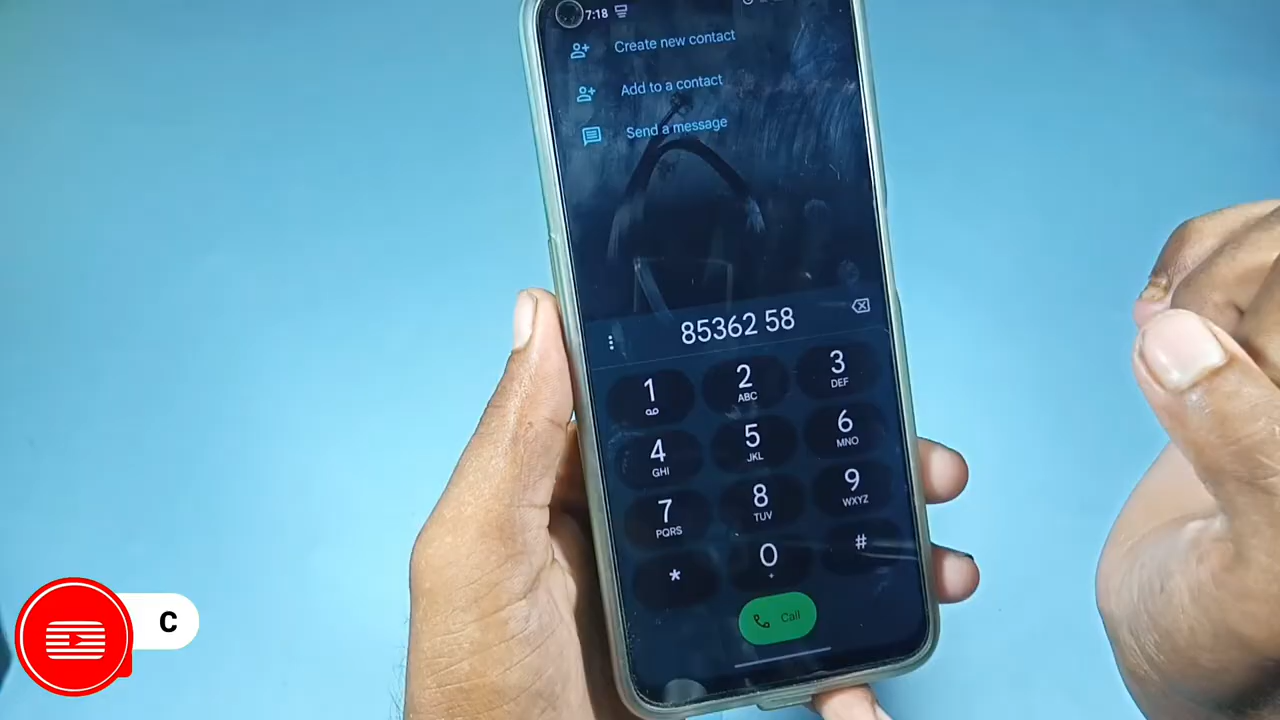 7:18
Create new contact
Add to a contact
Send a message
85362 58
1
2 ABC
3 DEF
4 GHI
5 JKL
6 MNO
7 PQRS
8 TUV
9 WXYZ
*
0 +
#
Call
C